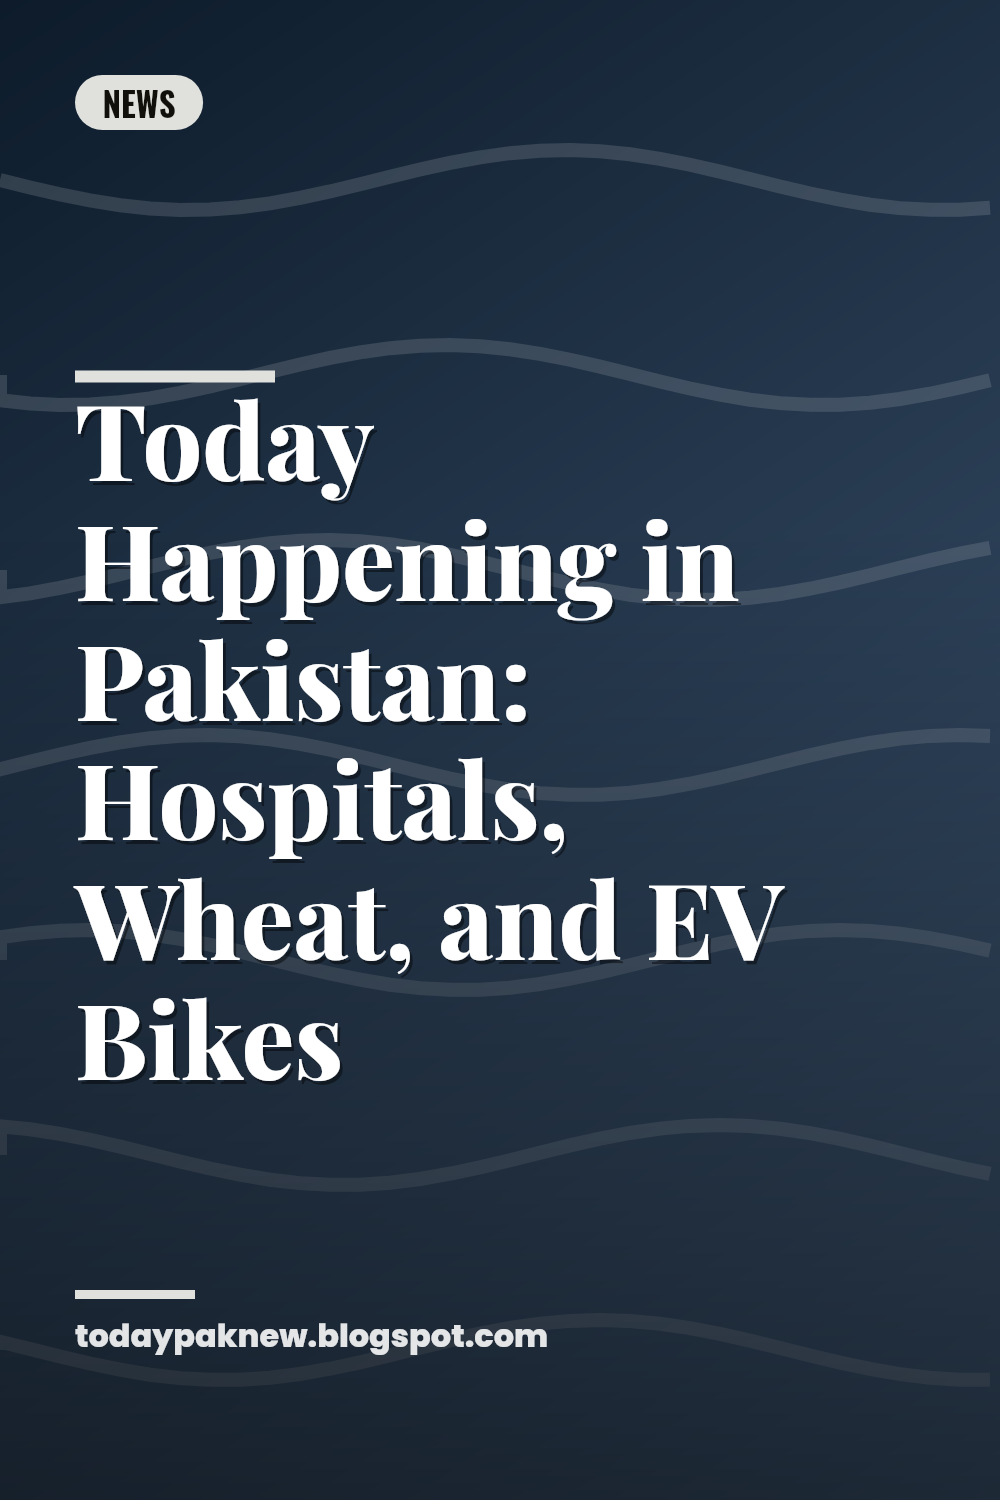 NEWS
Today
Happening in
Pakistan:
Hospitals,
Wheat, and EV
Bikes
todaypaknew.blogspot.com